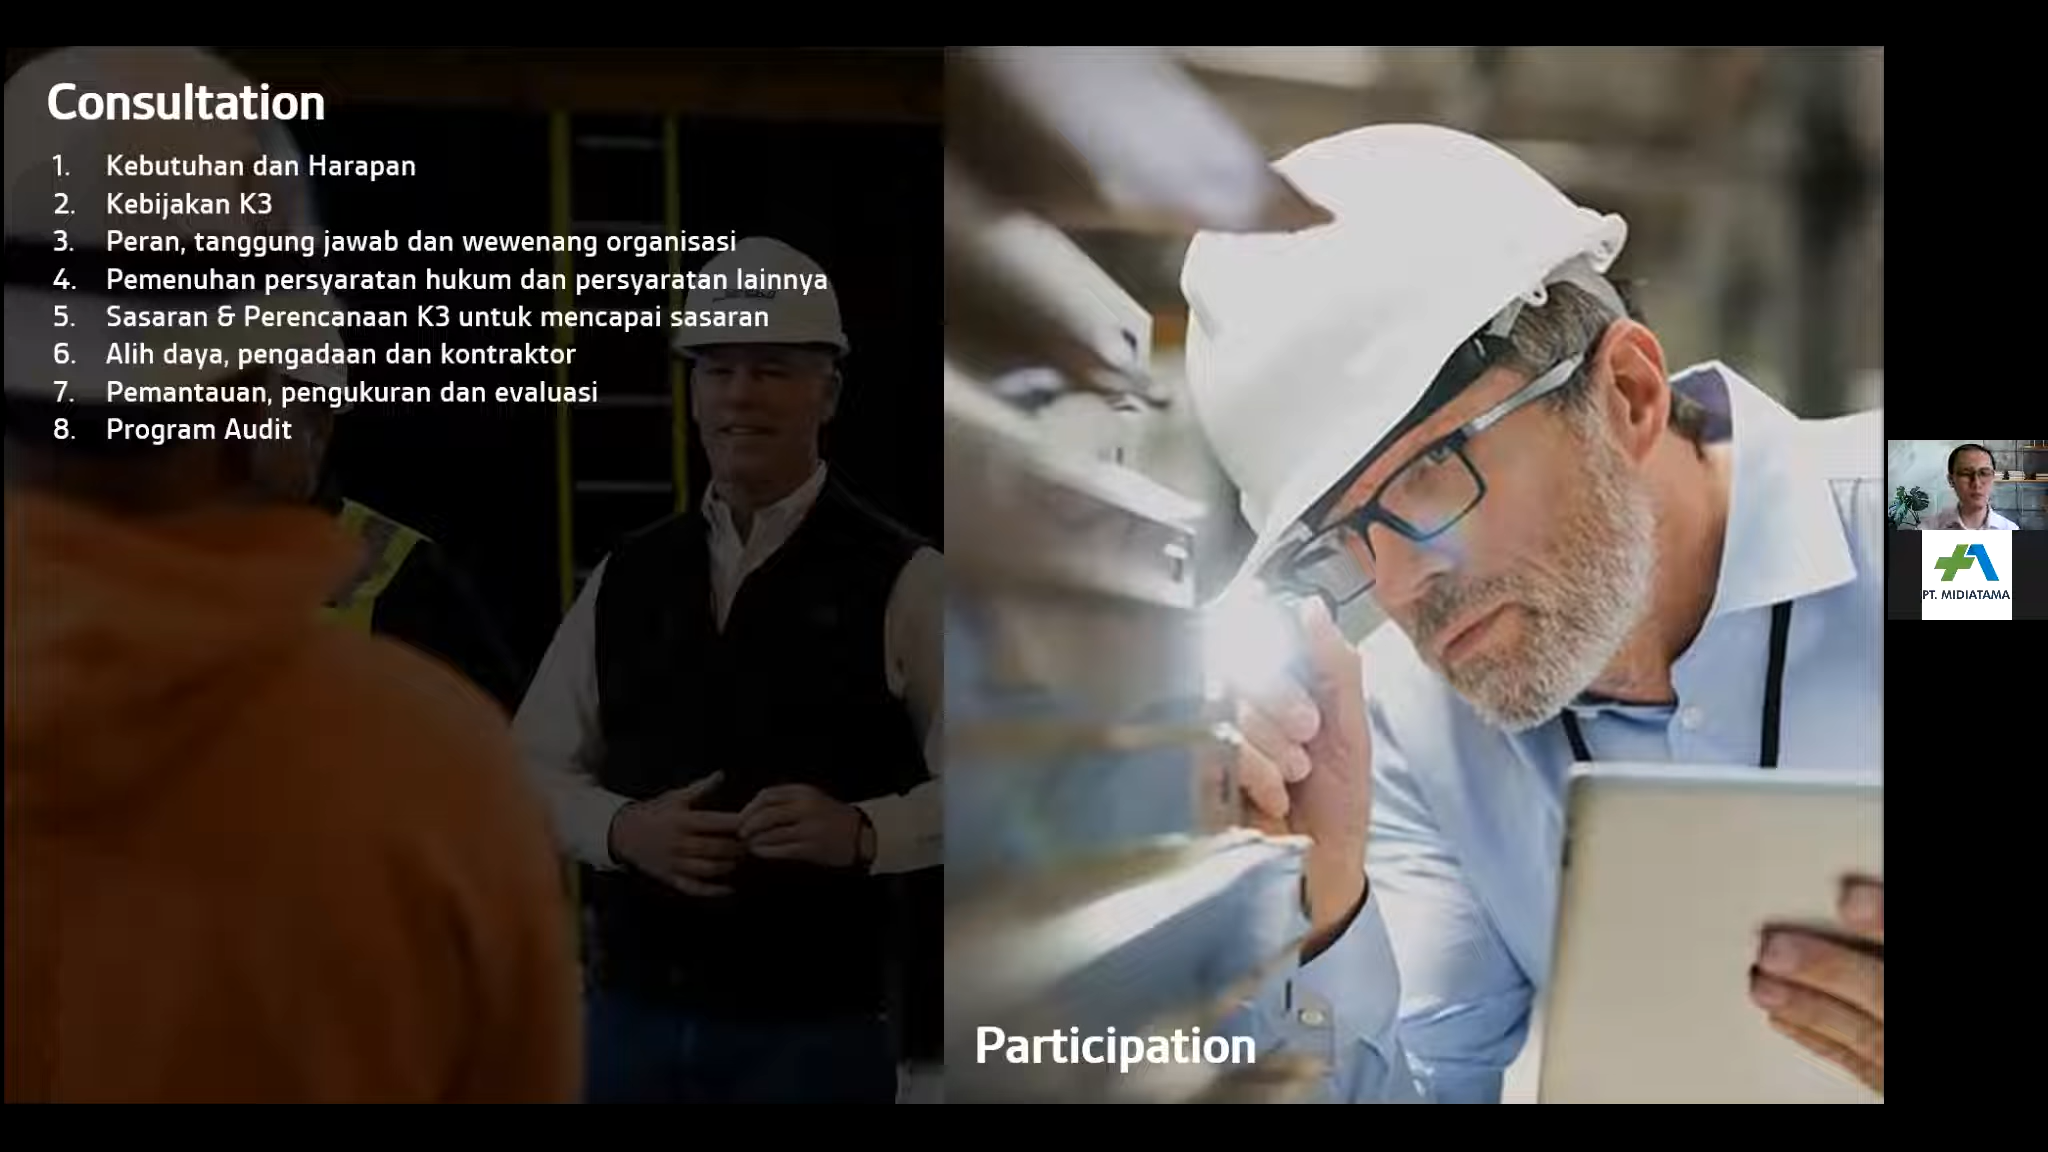 Consultation
1. Kebutuhan dan Harapan
2. Kebijakan K3
3. Peran, tanggung jawab dan wewenang organisasi
4. Pemenuhan persyaratan hukum dan persyaratan lainnya
5. Sasaran & Perencanaan K3 untuk mencapai sasaran
6. Alih daya, pengadaan dan kontraktor
7. Pemantauan, pengukuran dan evaluasi
8. Program Audit
Participation
PT. MIDIATAMA